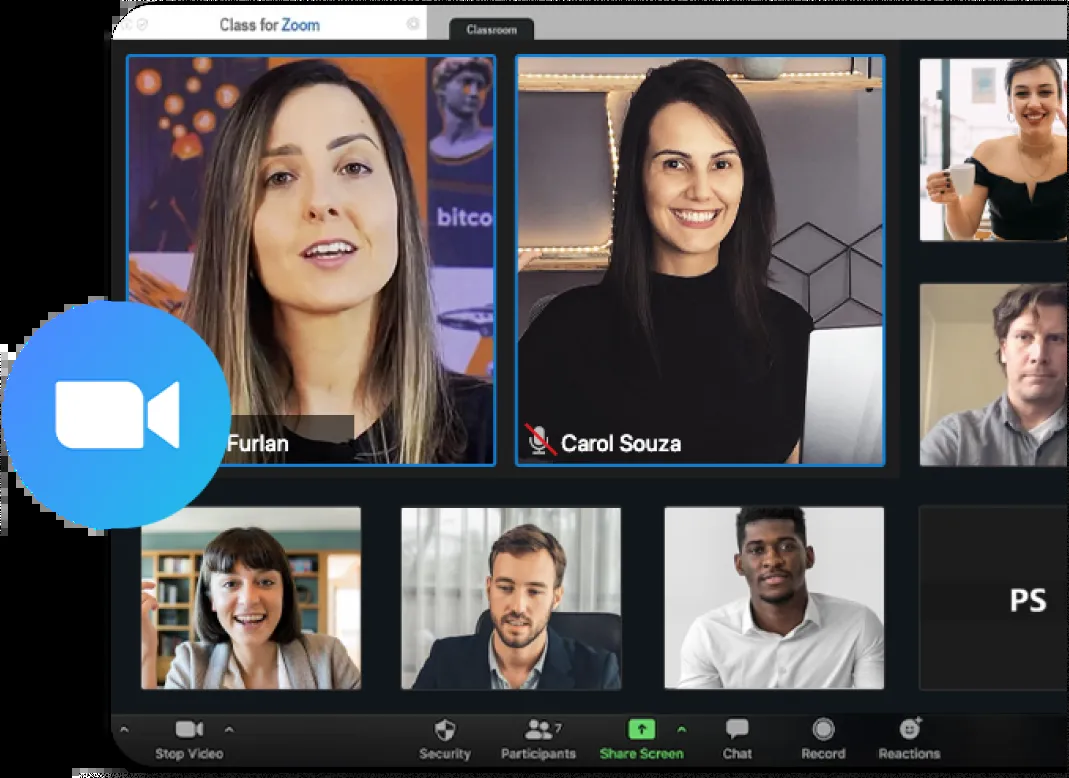 Class for Zoom
Classroom
bitco
Furlan
Carol Souza
PS
7
Stop Video
Security
Participants
Share Screen
Chat
Record
Reactions